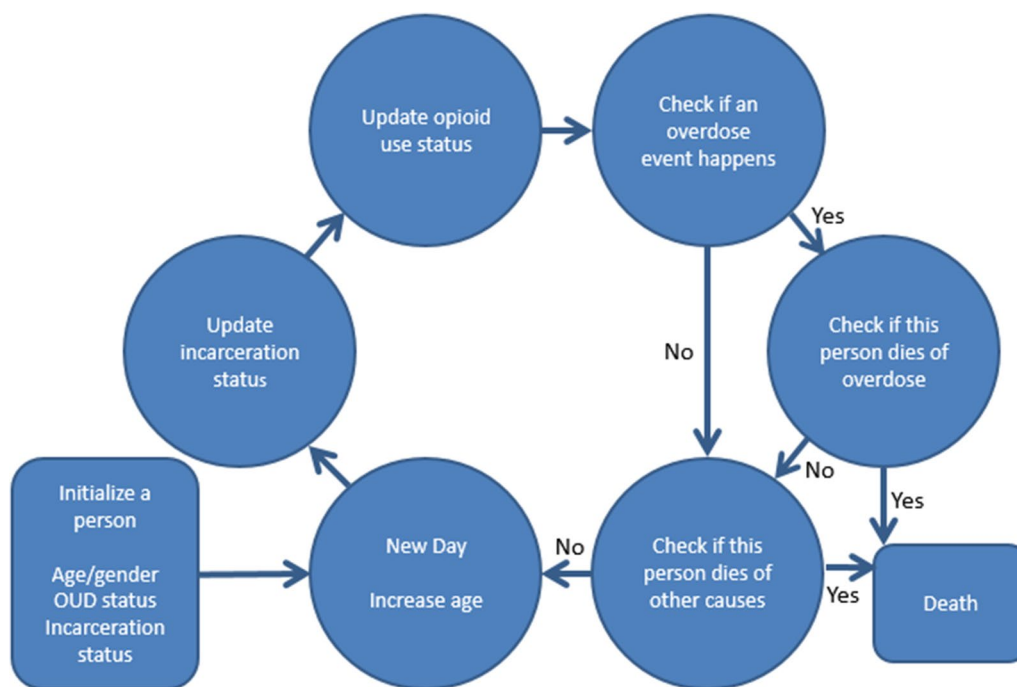 Update opioid
use status
Check if an
overdose
event happens
Yes
Update
incarceration
status
No
Check if this
person dies of
overdose
No
Yes
Initialize a
person
Age/gender
OUD status
Incarceration
status
New Day
Increase age
No
Check if this
person dies of
other causes
Yes
Death